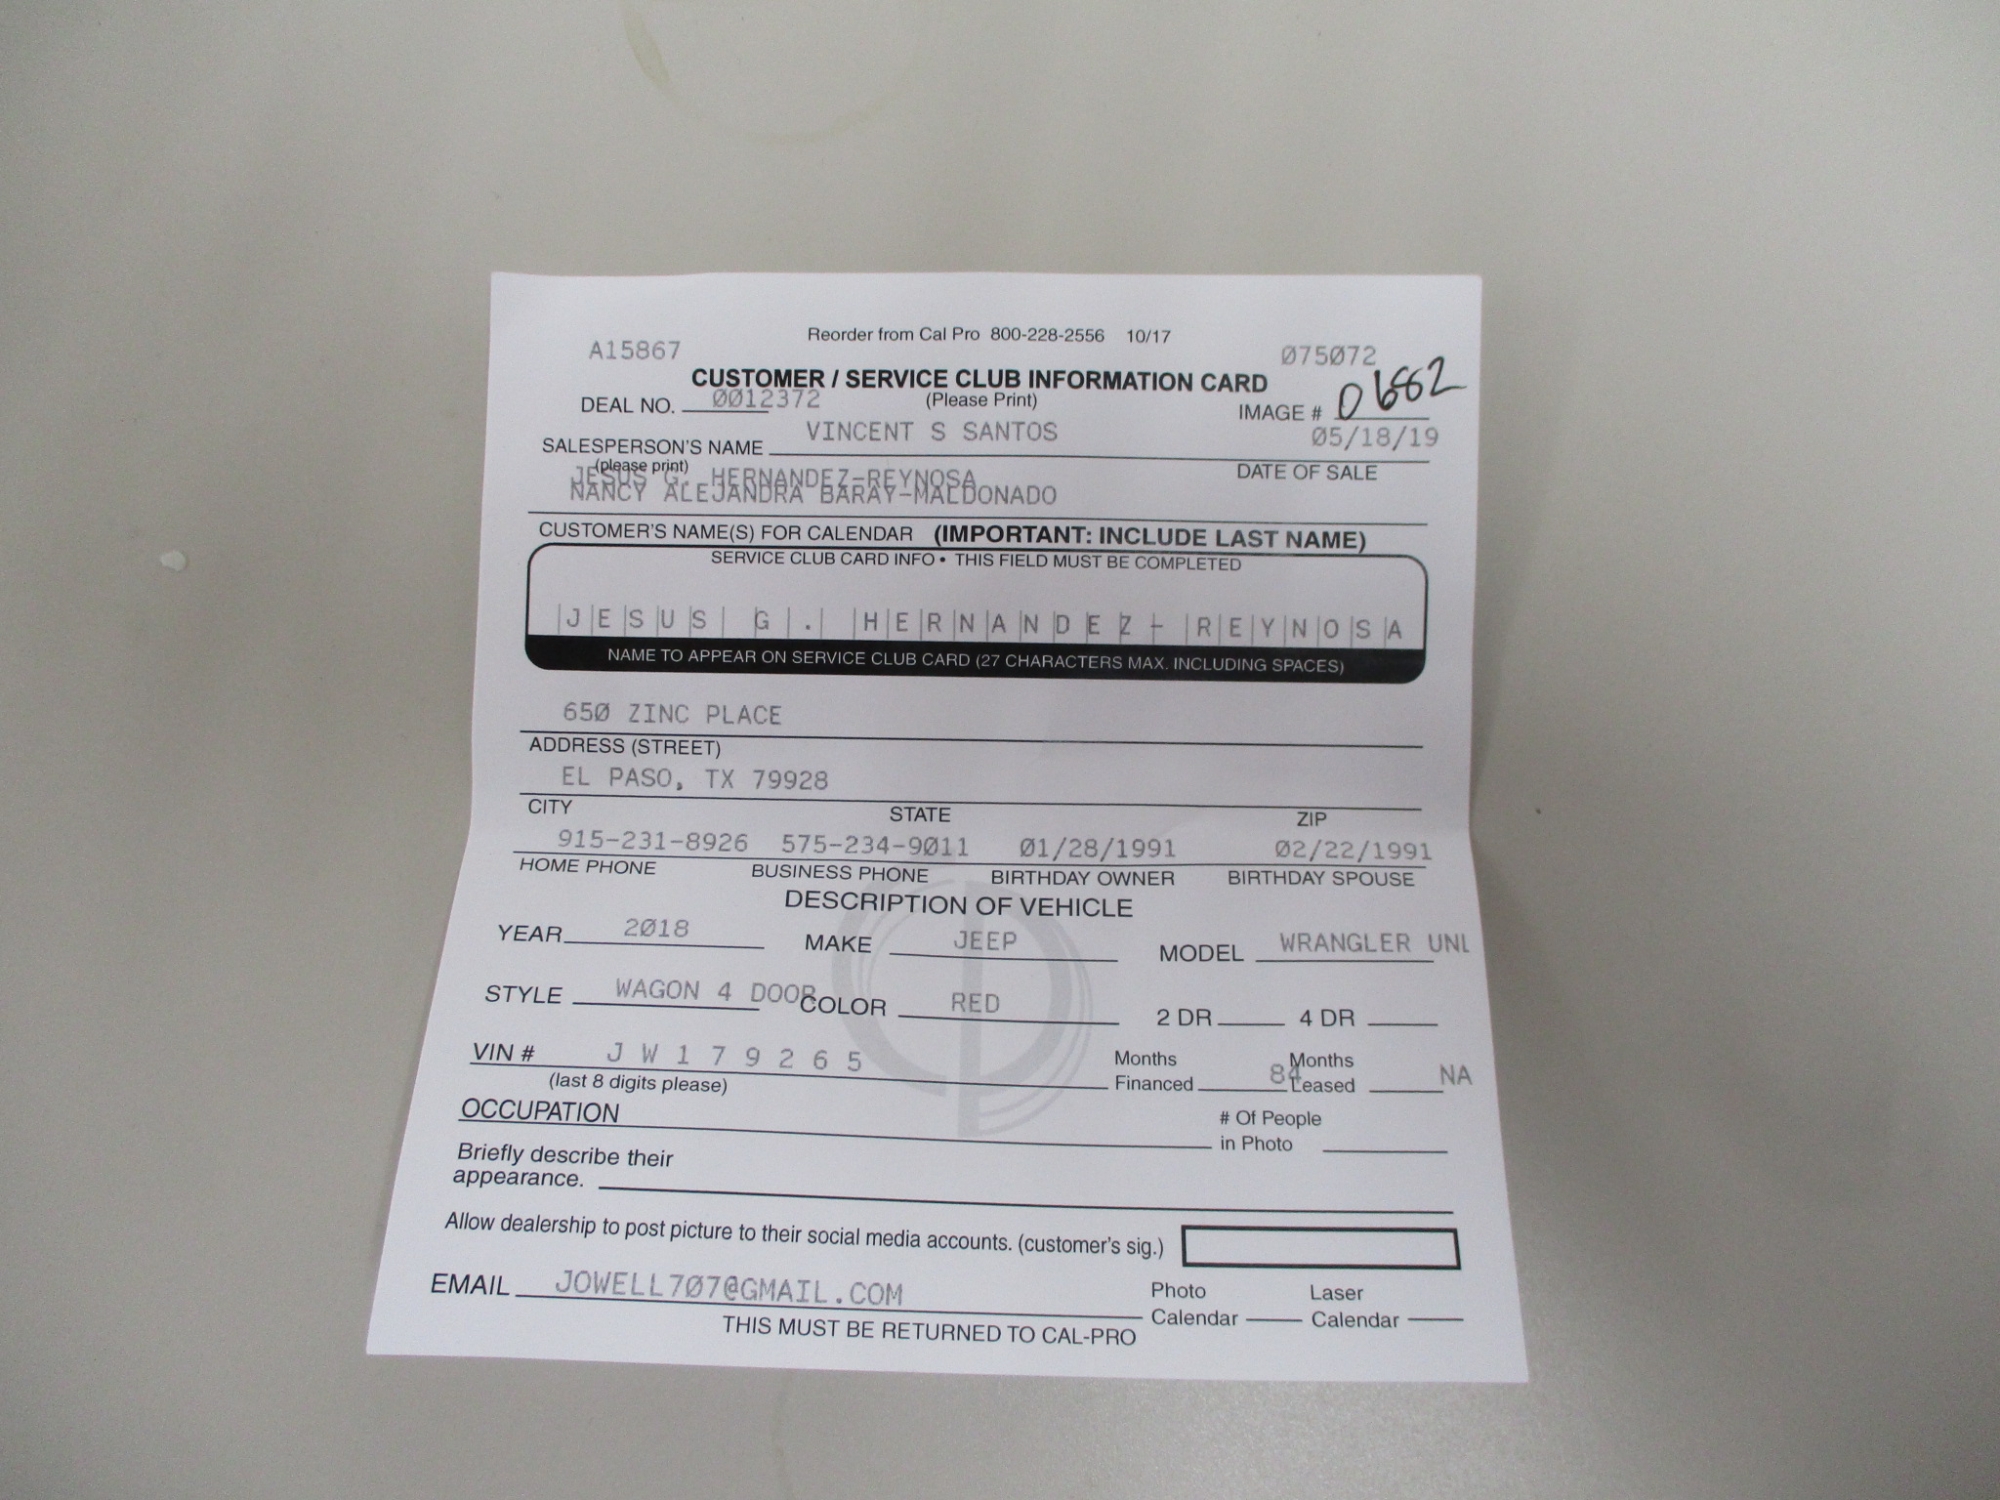 Reorder from Cal Pro 800-228-2556 10/17
A15867 Ø75Ø72
CUSTOMER / SERVICE CLUB INFORMATION CARD
DEAL NO. ØØ12372 (Please Print) IMAGE # 06662
VINCENT S SANTOS Ø5/18/19
SALESPERSON'S NAME
(please print) DATE OF SALE
JESUS G. HERNANDEZ-REYNOSA
NANCY ALEJANDRA BARAY-MALDONADO
CUSTOMER'S NAME(S) FOR CALENDAR (IMPORTANT: INCLUDE LAST NAME)
SERVICE CLUB CARD INFO • THIS FIELD MUST BE COMPLETED
JESUS G. HERNANDEZ-REYNOSA
NAME TO APPEAR ON SERVICE CLUB CARD (27 CHARACTERS MAX. INCLUDING SPACES)
65Ø ZINC PLACE
ADDRESS (STREET)
EL PASO, TX 79928
CITY STATE ZIP
915-231-8926 575-234-9Ø11 Ø1/28/1991 Ø2/22/1991
HOME PHONE BUSINESS PHONE BIRTHDAY OWNER BIRTHDAY SPOUSE
DESCRIPTION OF VEHICLE
YEAR 2Ø18 MAKE JEEP MODEL WRANGLER UNL
STYLE WAGON 4 DOOR COLOR RED 2 DR 4 DR
VIN # J W 1 7 9 2 6 5 Months Financed 84 Months Leased NA
(last 8 digits please)
OCCUPATION # Of People in Photo
Briefly describe their
appearance.
Allow dealership to post picture to their social media accounts. (customer's sig.)
EMAIL JOWELL7Ø7@GMAIL.COM Photo Calendar Laser Calendar
THIS MUST BE RETURNED TO CAL-PRO